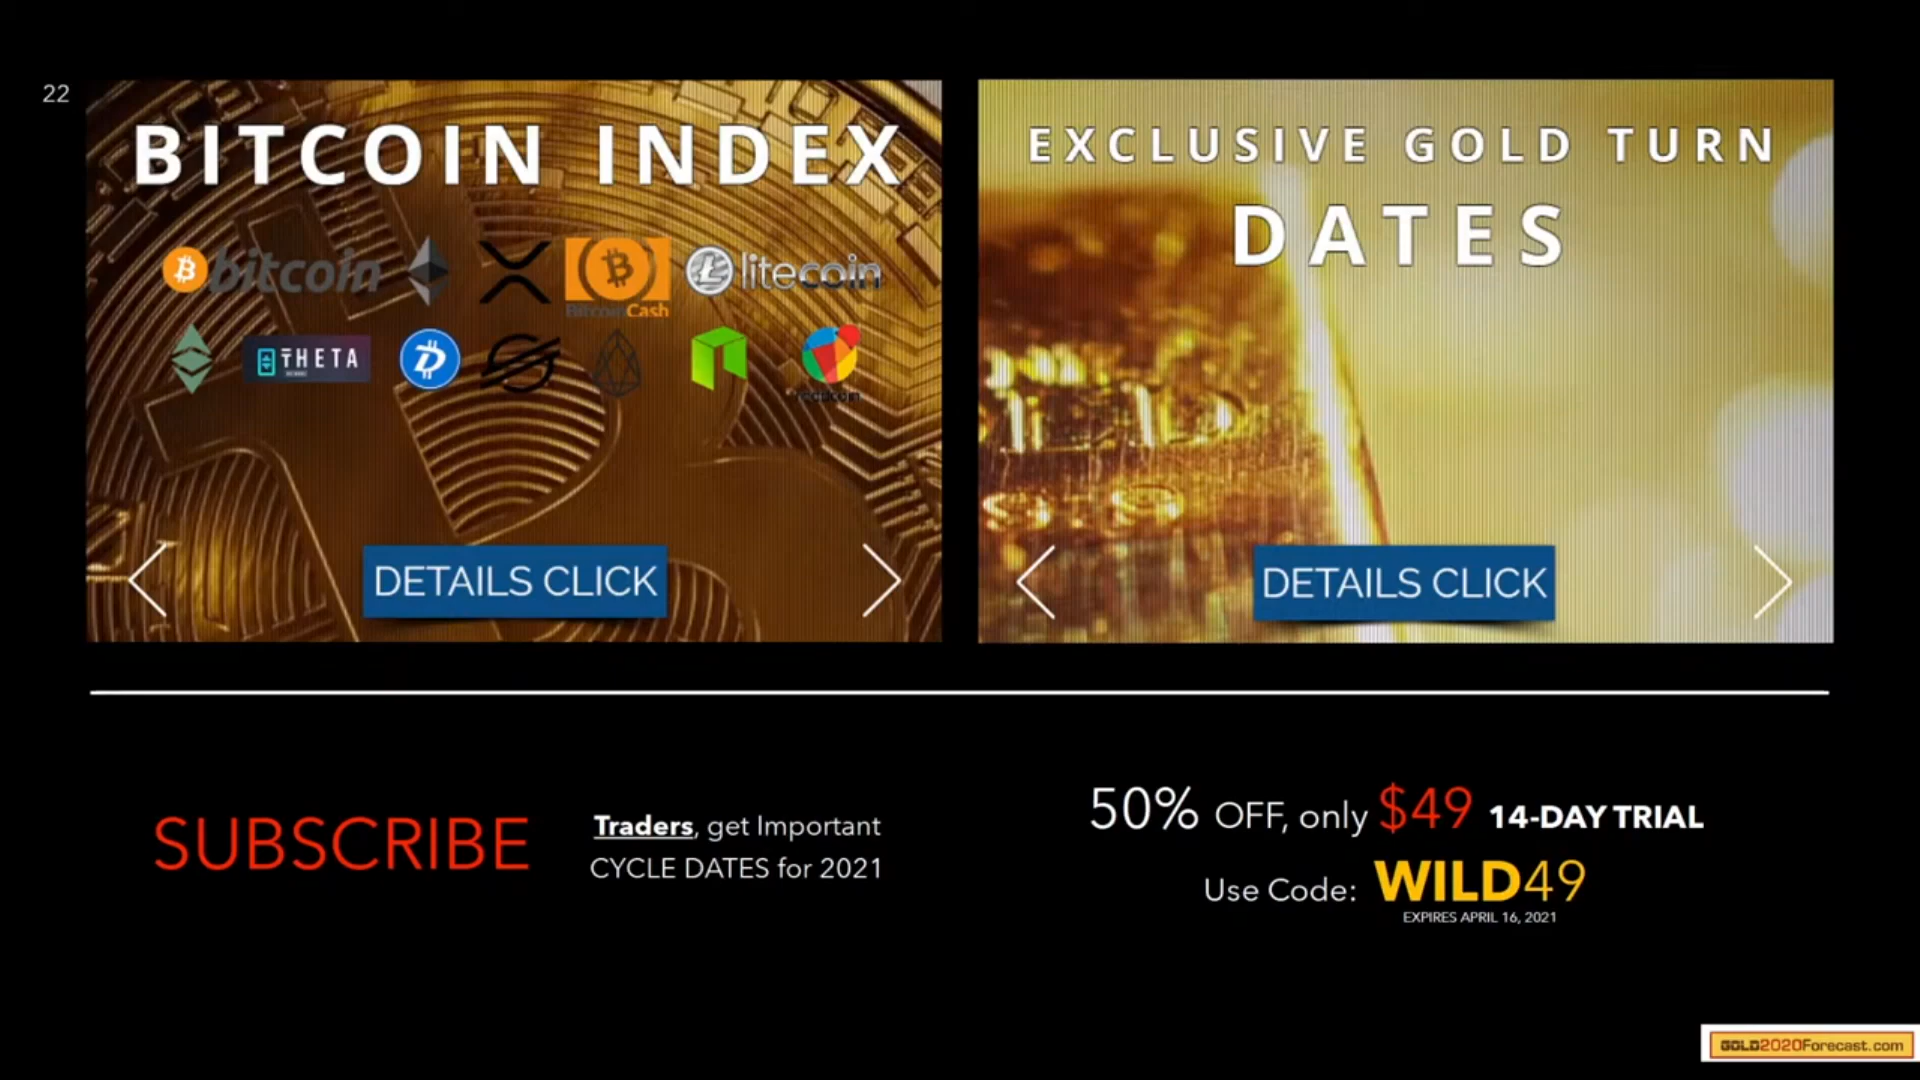 22
BITCOIN INDEX
bitcoin
BitcoinCash
litecoin
THETA
DETAILS CLICK
EXCLUSIVE GOLD TURN
DATES
DETAILS CLICK
SUBSCRIBE
Traders, get Important
CYCLE DATES for 2021
50% OFF, only $49 14-DAY TRIAL
Use Code: WILD49
EXPIRES APRIL 16, 2021
GOLD2020Forecast.com